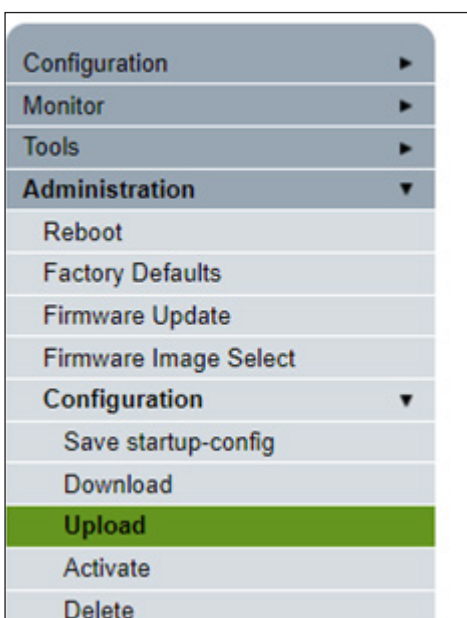 Configuration
Monitor
Tools
Administration
Reboot
Factory Defaults
Firmware Update
Firmware Image Select
Configuration
Save startup-config
Download
Upload
Activate
Delete